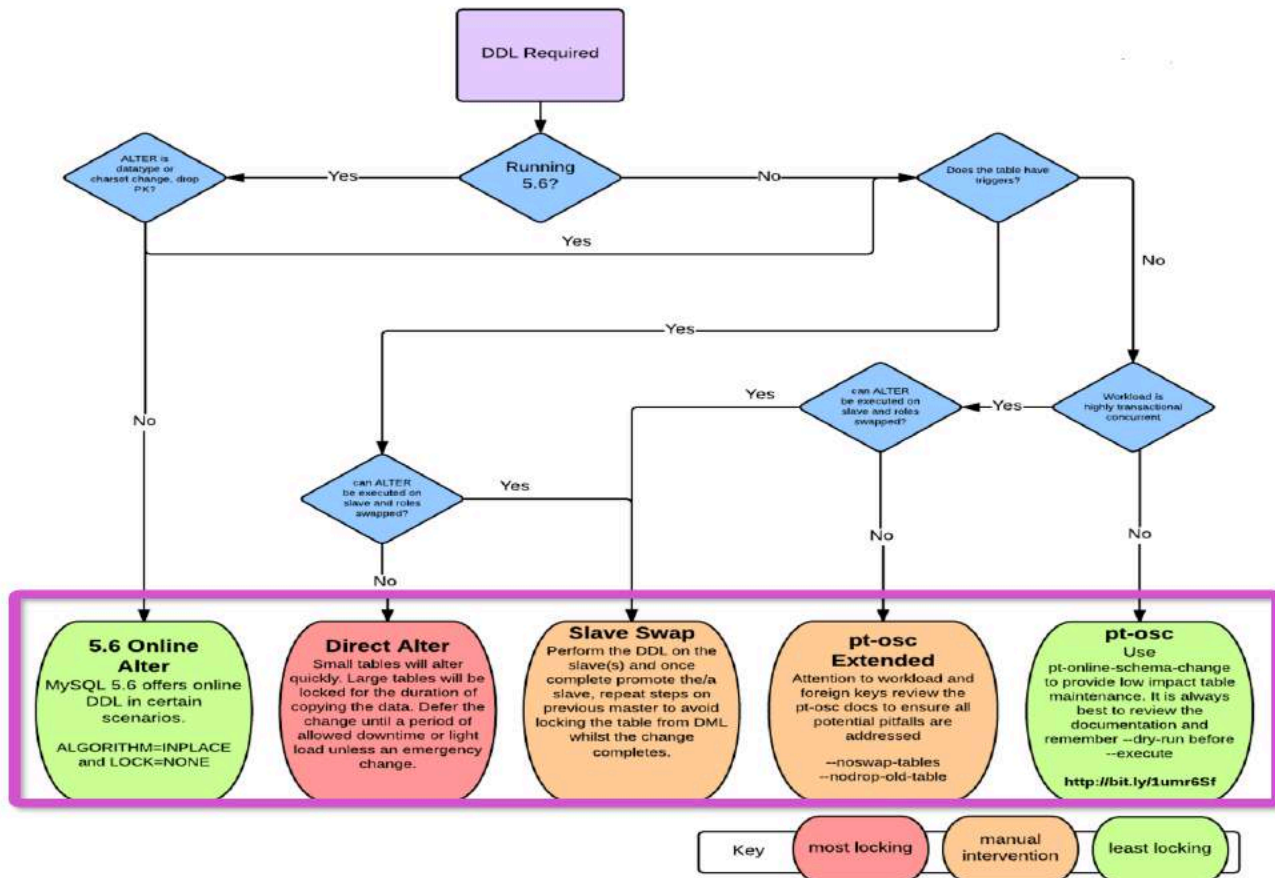 DDL Required
ALTER is
datatype or
charset change, drop
PK?
Yes
Running
5.6?
No
Does the table have
triggers?
Yes
No
Yes
can ALTER
be executed on
slave and roles
swapped?
Yes
Yes
Workload is
highly transactional
concurrent
No
can ALTER
be executed on
slave and roles
swapped?
Yes
No
No
No
5.6 Online
Alter
MySQL 5.6 offers online
DDL in certain
scenarios.
ALGORITHM=INPLACE
and LOCK=NONE
Direct Alter
Small tables will alter
quickly. Large tables will be
locked for the duration of
copying the data. Defer the
change until a period of
allowed downtime or light
load unless an emergency
change.
Slave Swap
Perform the DDL on the
slave(s) and once
complete promote the/a
slave, repeat steps on
previous master to avoid
locking the table from DML
whilst the change
completes.
pt-osc
Extended
Attention to workload and
foreign keys review the
pt-osc docs to ensure all
potential pitfalls are
addressed
--noswap-tables
--nodrop-old-table
pt-osc
Use
pt-online-schema-change
to provide low impact table
maintenance. It is always
best to review the
documentation and
remember --dry-run before
--execute
http://bit.ly/1umr6Sf
Key
most locking
manual
intervention
least locking